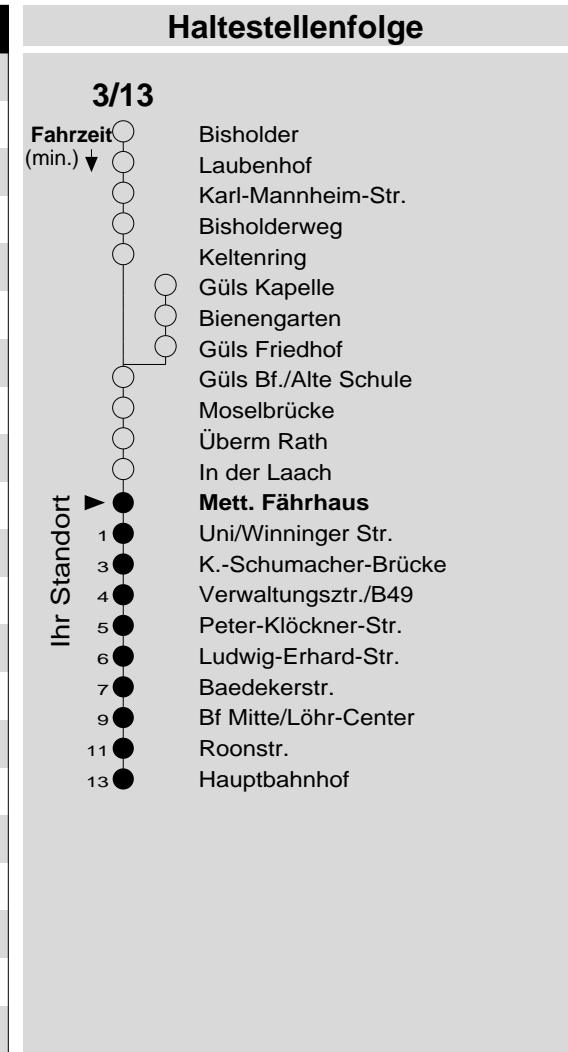 Haltestellenfolge
3/13
Fahrzeit
(min.)
Bisholder
Laubenhof
Karl-Mannheim-Str.
Bisholderweg
Keltenring
Güls Kapelle
Bienengarten
Güls Friedhof
Güls Bf./Alte Schule
Moselbrücke
Überm Rath
In der Laach
Ihr Standort
Mett. Fährhaus
1 Uni/Winninger Str.
3 K.-Schumacher-Brücke
4 Verwaltungsztr./B49
5 Peter-Klöckner-Str.
6 Ludwig-Erhard-Str.
7 Baedekerstr.
9 Bf Mitte/Löhr-Center
11 Roonstr.
13 Hauptbahnhof